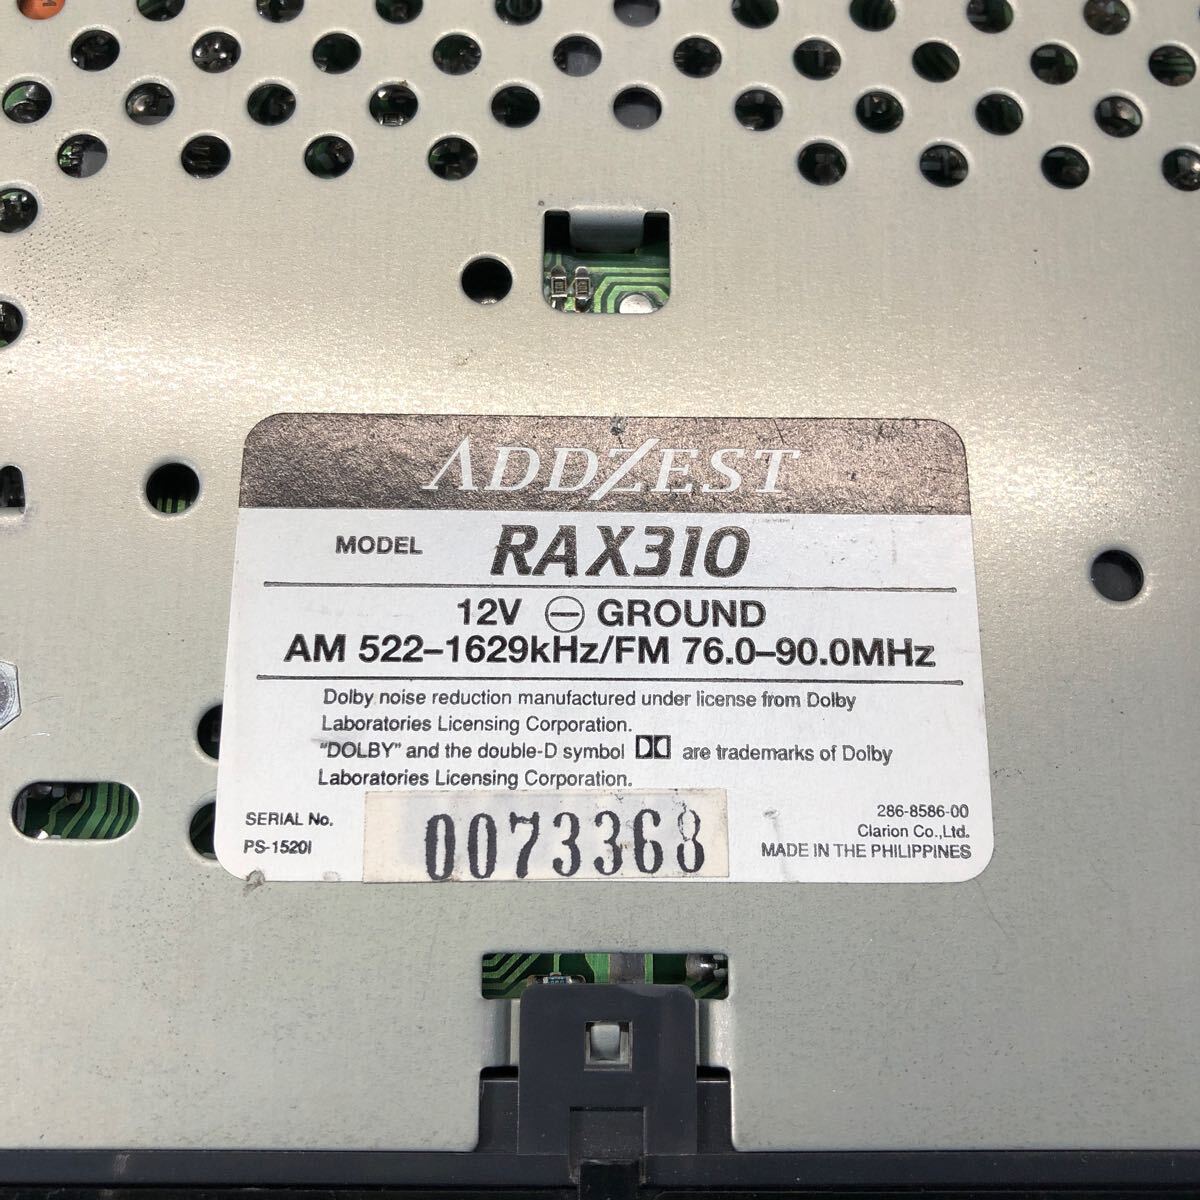 ADDZEST
MODEL RAX310
12V ⊖ GROUND
AM 522–1629kHz/FM 76.0–90.0MHz
Dolby noise reduction manufactured under license from Dolby
Laboratories Licensing Corporation.
"DOLBY" and the double-D symbol are trademarks of Dolby
Laboratories Licensing Corporation.
SERIAL No. 0073368
PS-1520I
286-8586-00
Clarion Co.,Ltd.
MADE IN THE PHILIPPINES